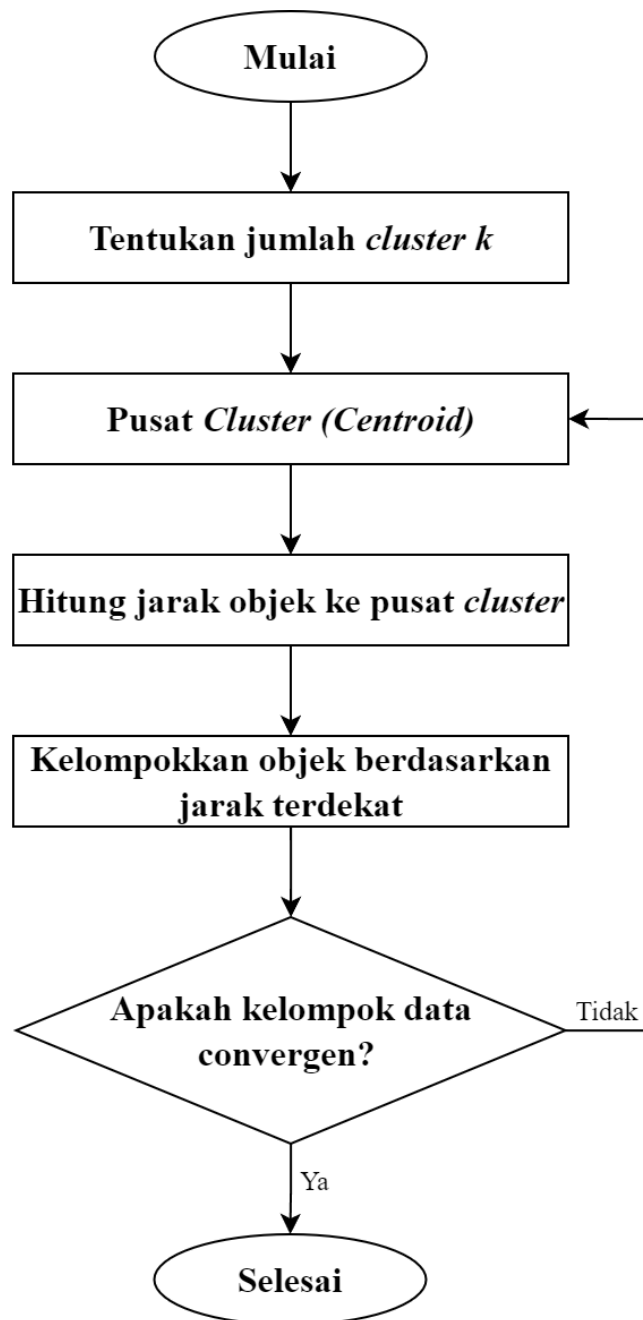 Mulai
Tentukan jumlah cluster k
Pusat Cluster (Centroid)
Hitung jarak objek ke pusat cluster
Kelompokkan objek berdasarkan
jarak terdekat
Apakah kelompok data
convergen?
Tidak
Ya
Selesai